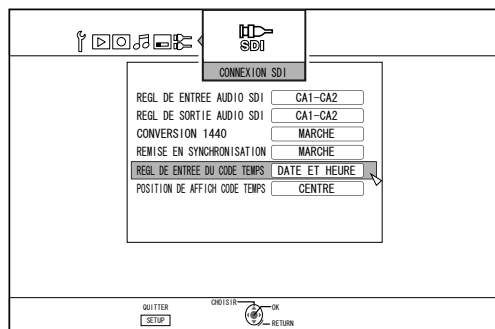 SDI
CONNEXION SDI
REGL DE ENTREE AUDIO SDI CA1-CA2
REGL DE SORTIE AUDIO SDI CA1-CA2
CONVERSION 1440 MARCHE
REMISE EN SYNCHRONISATION MARCHE
REGL DE ENTREE DU CODE TEMPS DATE ET HEURE
POSITION DE AFFICH CODE TEMPS CENTRE
QUITTER CHOISIR OK
SETUP RETURN